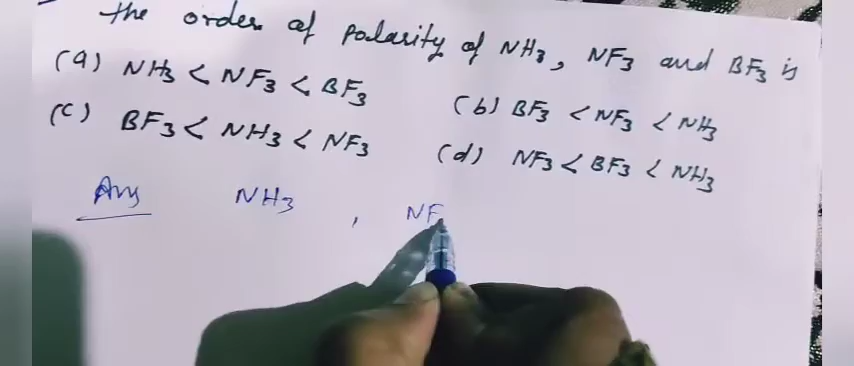 the order of polarity of NH3, NF3 and BF3 is
(a) NH3 < NF3 < BF3
(b) BF3 < NF3 < NH3
(c) BF3 < NH3 < NF3
(d) NF3 < BF3 < NH3
Ans NH3 , NF